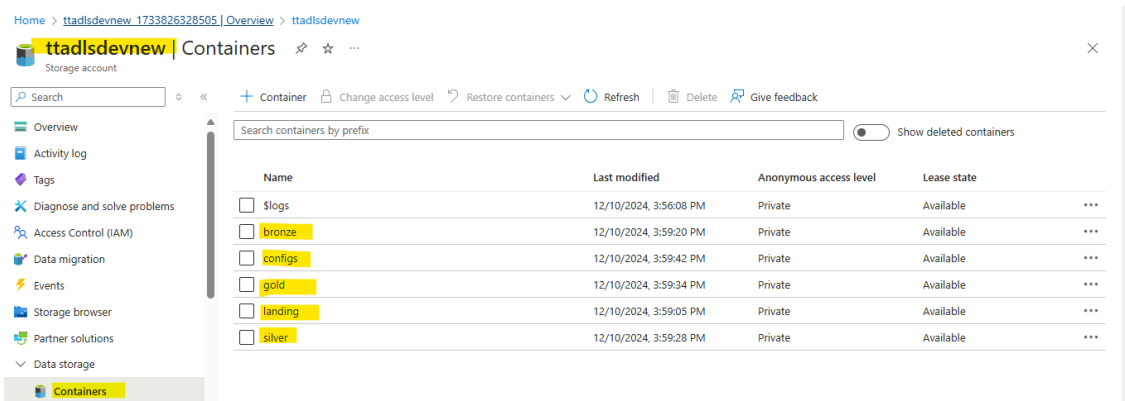 Home > ttadlsdevnew_1733826328505 | Overview > ttadlsdevnew
ttadlsdevnew | Containers
Storage account
Search
Container Change access level Restore containers Refresh Delete Give feedback
Overview
Activity log
Tags
Diagnose and solve problems
Access Control (IAM)
Data migration
Events
Storage browser
Partner solutions
Data storage
Containers
Search containers by prefix
Show deleted containers
Name Last modified Anonymous access level Lease state
$logs 12/10/2024, 3:56:08 PM Private Available
bronze 12/10/2024, 3:59:20 PM Private Available
configs 12/10/2024, 3:59:42 PM Private Available
gold 12/10/2024, 3:59:34 PM Private Available
landing 12/10/2024, 3:59:05 PM Private Available
silver 12/10/2024, 3:59:28 PM Private Available